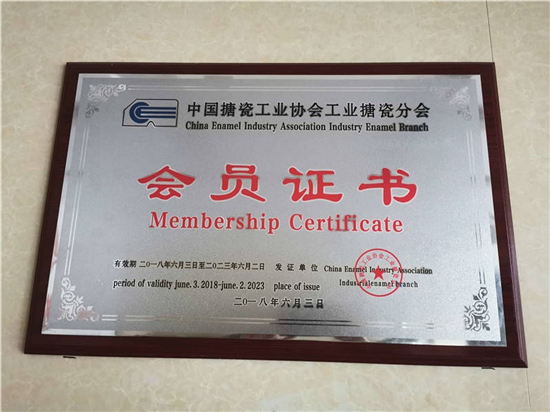 中国搪瓷工业协会工业搪瓷分会
China Enamel Industry Association Industry Enamel Branch
会员证书
Membership Certificate
有效期 二〇一八年六月三日至二〇二三年六月二日 发证单位 China Enamel Industry Association
period of validity june.3.2018-june.2.2023 place of issue Industrialenamel branch
二〇一八年六月三日